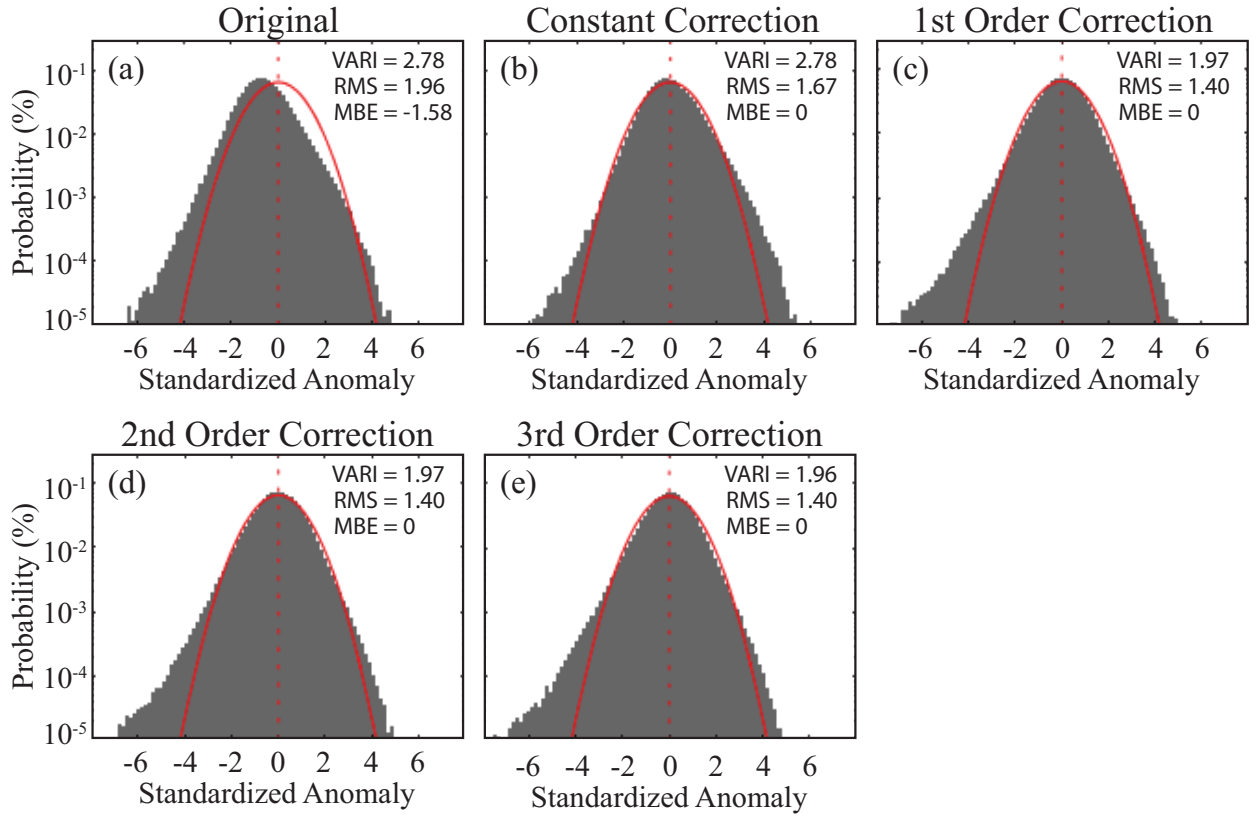 Original
(a)
VARI = 2.78
RMS = 1.96
MBE = -1.58
Probability (%)
10-1
10-2
10-3
10-4
10-5
-6 -4 -2 0 2 4 6
Standardized Anomaly
Constant Correction
(b)
VARI = 2.78
RMS = 1.67
MBE = 0
-6 -4 -2 0 2 4 6
Standardized Anomaly
1st Order Correction
(c)
VARI = 1.97
RMS = 1.40
MBE = 0
-6 -4 -2 0 2 4 6
Standardized Anomaly
2nd Order Correction
(d)
VARI = 1.97
RMS = 1.40
MBE = 0
Probability (%)
10-1
10-2
10-3
10-4
10-5
-6 -4 -2 0 2 4 6
Standardized Anomaly
3rd Order Correction
(e)
VARI = 1.96
RMS = 1.40
MBE = 0
-6 -4 -2 0 2 4 6
Standardized Anomaly